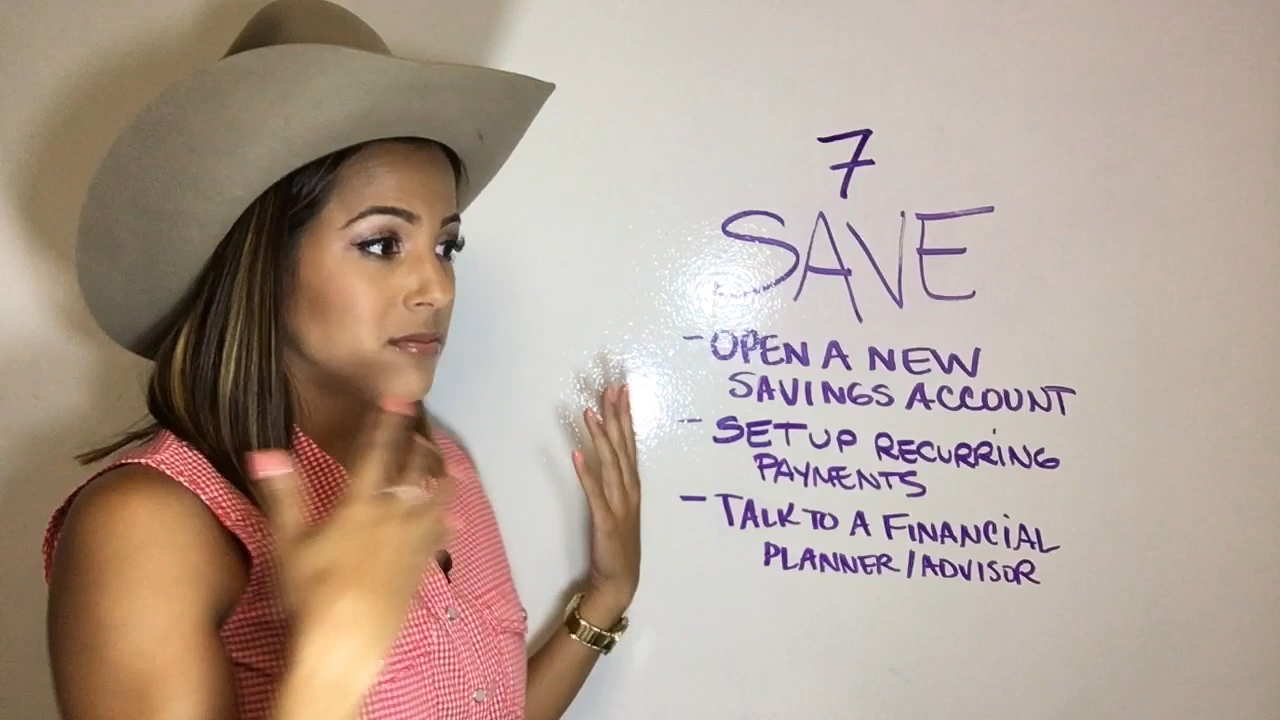 7
SAVE
- OPEN A NEW
SAVINGS ACCOUNT
- SETUP RECURRING
PAYMENTS
- TALK TO A FINANCIAL
PLANNER/ADVISOR